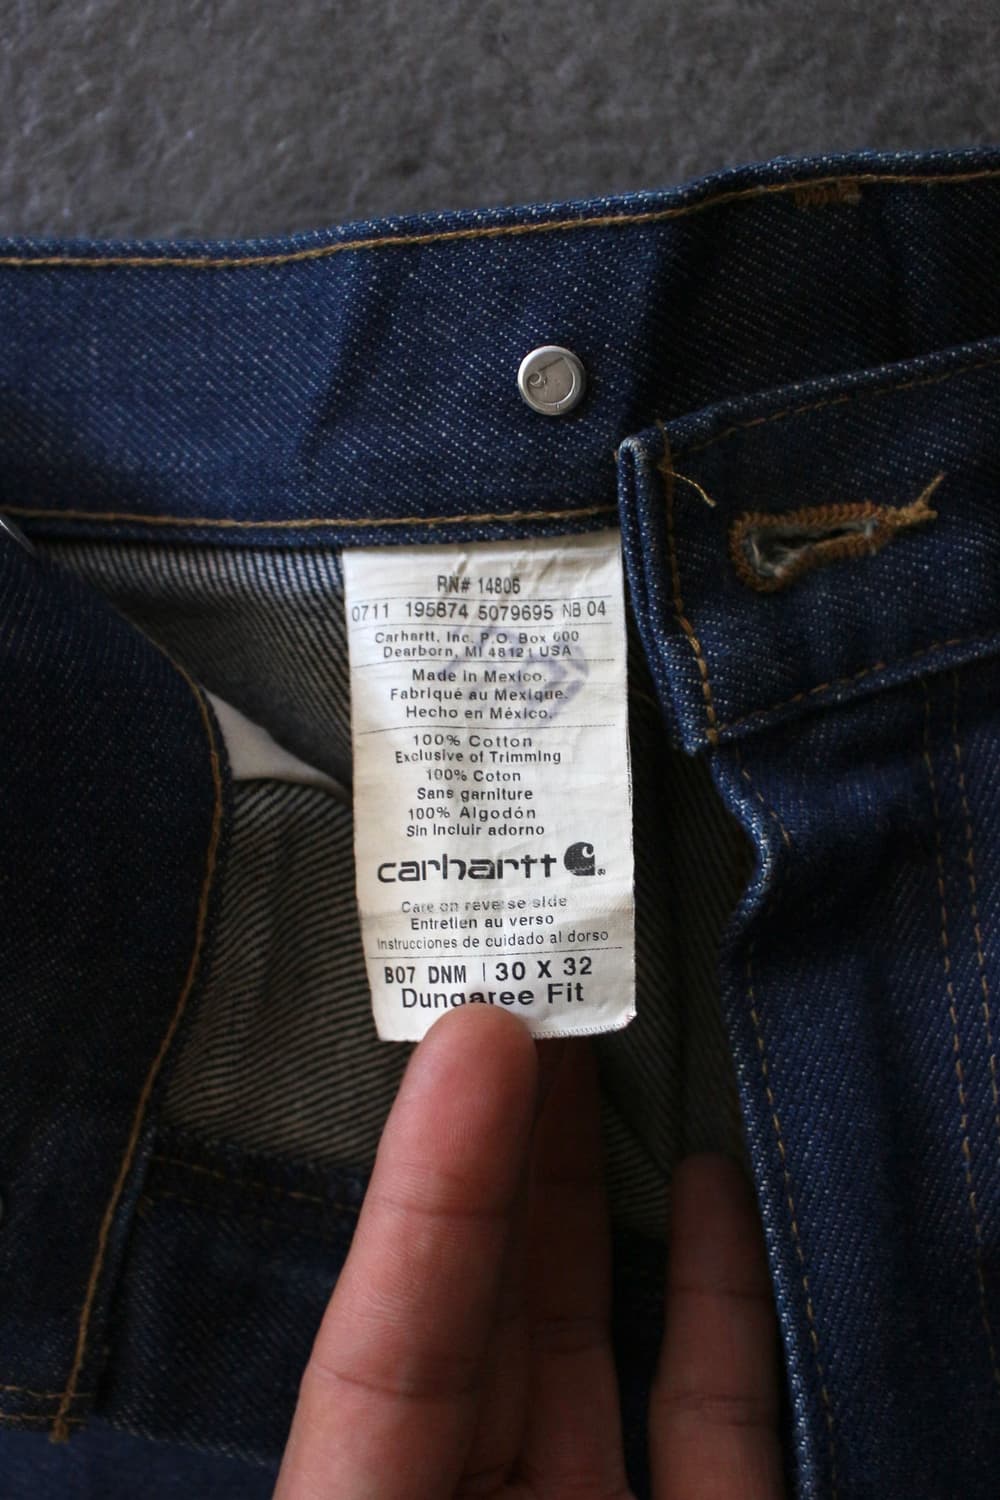 RN# 14806
0711 195874 5079695 NB 04
Carhartt, Inc. P.O. Box 600
Dearborn, MI 48121 USA
Made in Mexico.
Fabriqué au Mexique.
Hecho en México.
100% Cotton
Exclusive of Trimming
100% Coton
Sans garniture
100% Algodón
Sin Incluir adorno
carhartt
Care on reverse side
Entretien au verso
Instrucciones de cuidado al dorso
B07 DNM | 30 X 32
Dungaree Fit